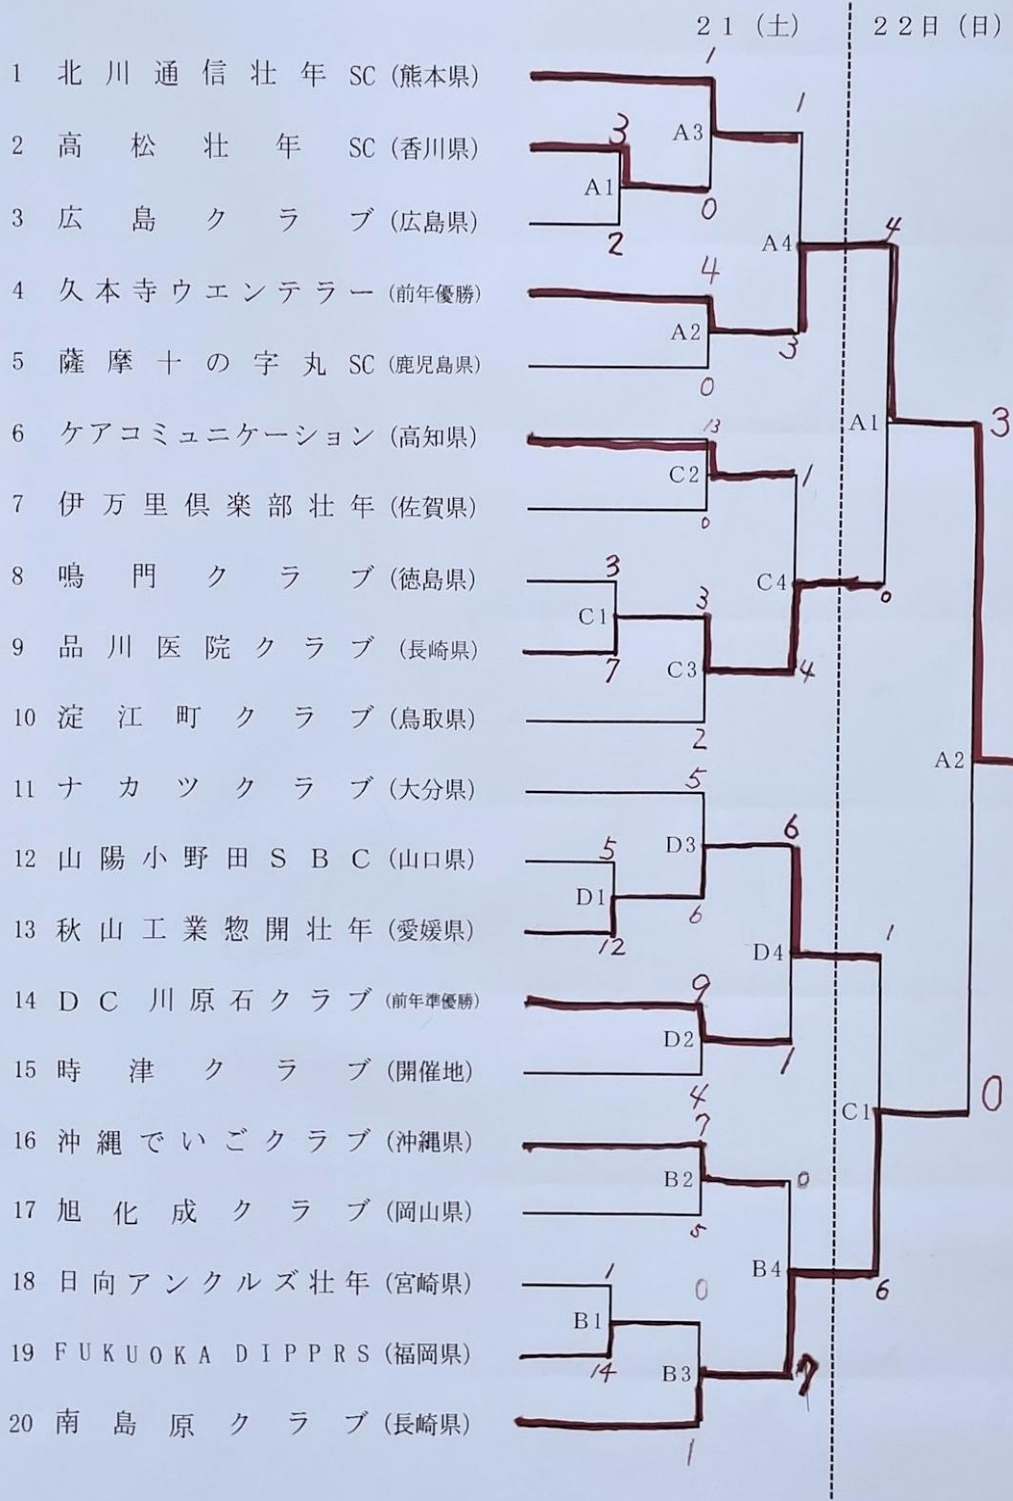 21(土) 22日(日)
1
1 北川通信壮年SC(熊本県)
1
A3
3
2 高松壮年SC(香川県)
A1
0
3 広島クラブ(広島県)
2
4
A4
4
4 久本寺ウエンテラー(前年優勝)
A2
3
5 薩摩十の字丸SC(鹿児島県)
0
13
A1
3
6 ケアコミュニケーション(高知県)
C2
1
7 伊万里倶楽部壮年(佐賀県)
0
3
8 鳴門クラブ(徳島県)
C4
0
C1
3
9 品川医院クラブ(長崎県)
7
C3
4
10 淀江町クラブ(鳥取県)
2
A2
5
11 ナカツクラブ(大分県)
6
D3
5
12 山陽小野田SBC(山口県)
D1
6
13 秋山工業惣開壮年(愛媛県)
12
D4
1
9
14 DC川原石クラブ(前年準優勝)
D2
1
15 時津クラブ(開催地)
4
C1
0
7
16 沖縄でいごクラブ(沖縄県)
B2
0
17 旭化成クラブ(岡山県)
5
1
B4
6
18 日向アンクルズ壮年(宮崎県)
0
B1
19 FUKUOKA DIPPRS(福岡県)
14
B3
7
20 南島原クラブ(長崎県)
1